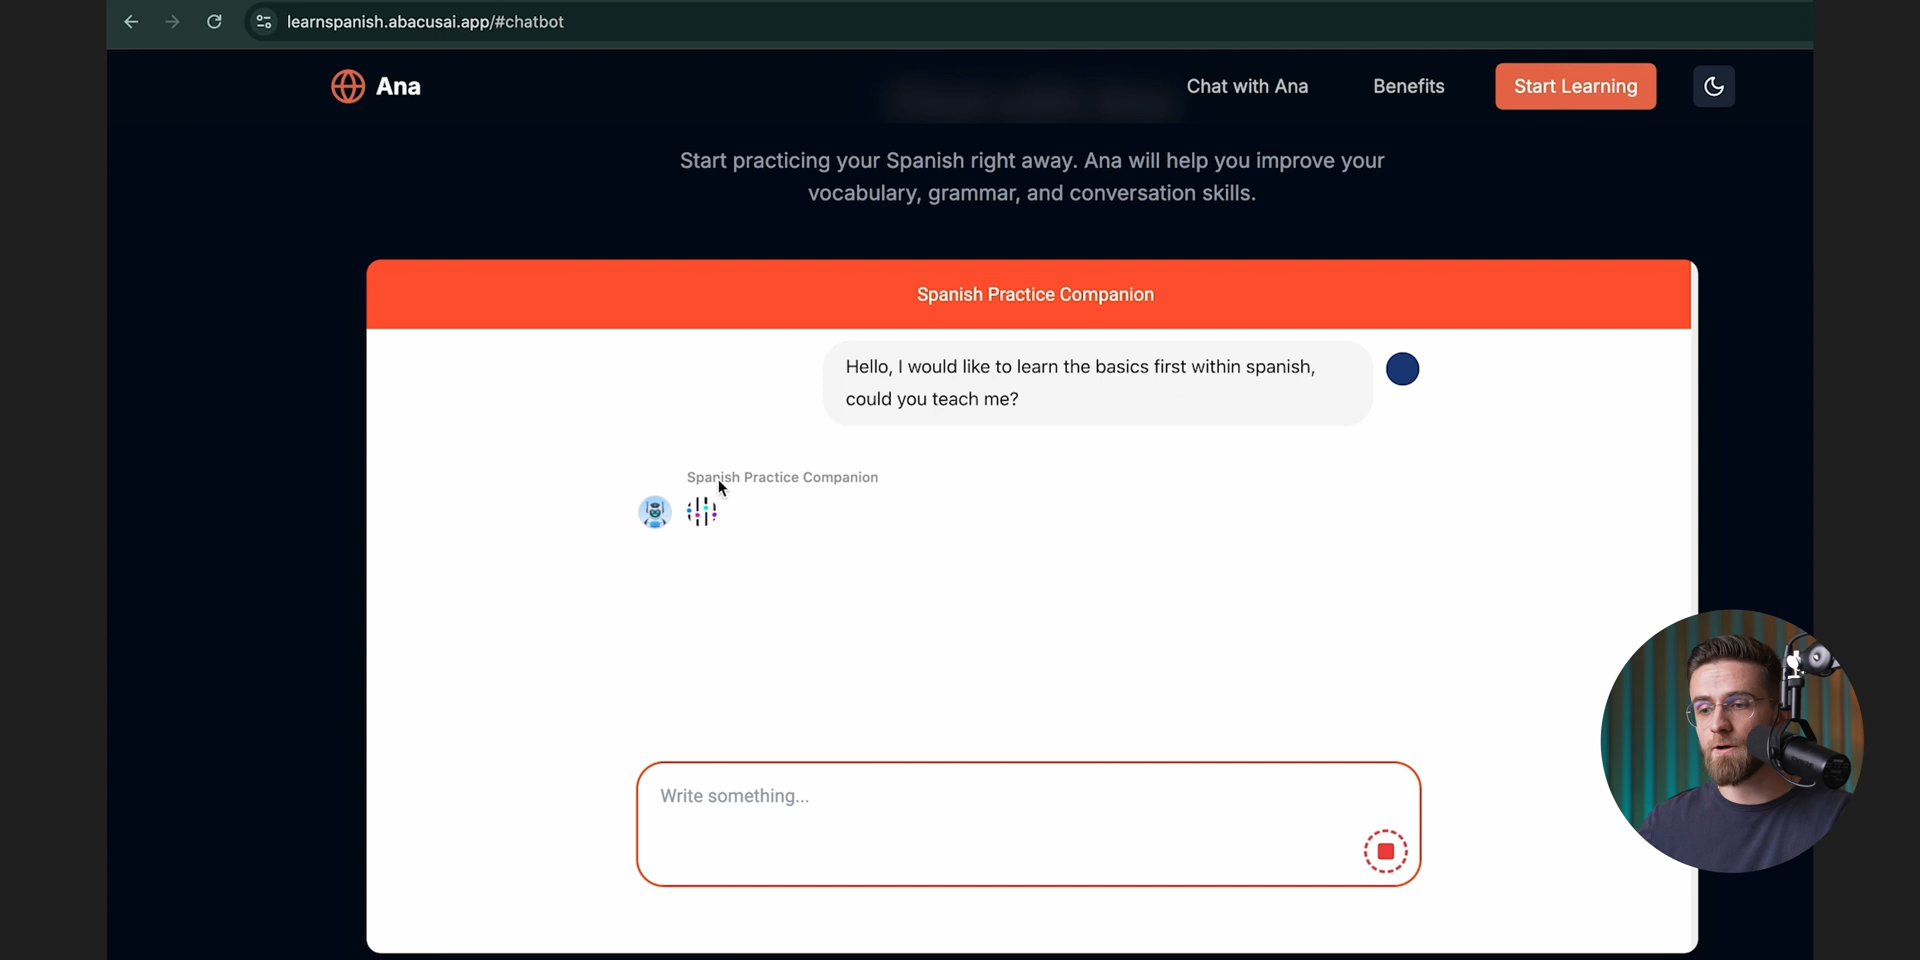 learnspanish.abacusai.app/#chatbot
Ana
Chat with Ana
Benefits
Start Learning
Start practicing your Spanish right away. Ana will help you improve your
vocabulary, grammar, and conversation skills.
Spanish Practice Companion
Hello, I would like to learn the basics first within spanish,
could you teach me?
Spanish Practice Companion
Write something...